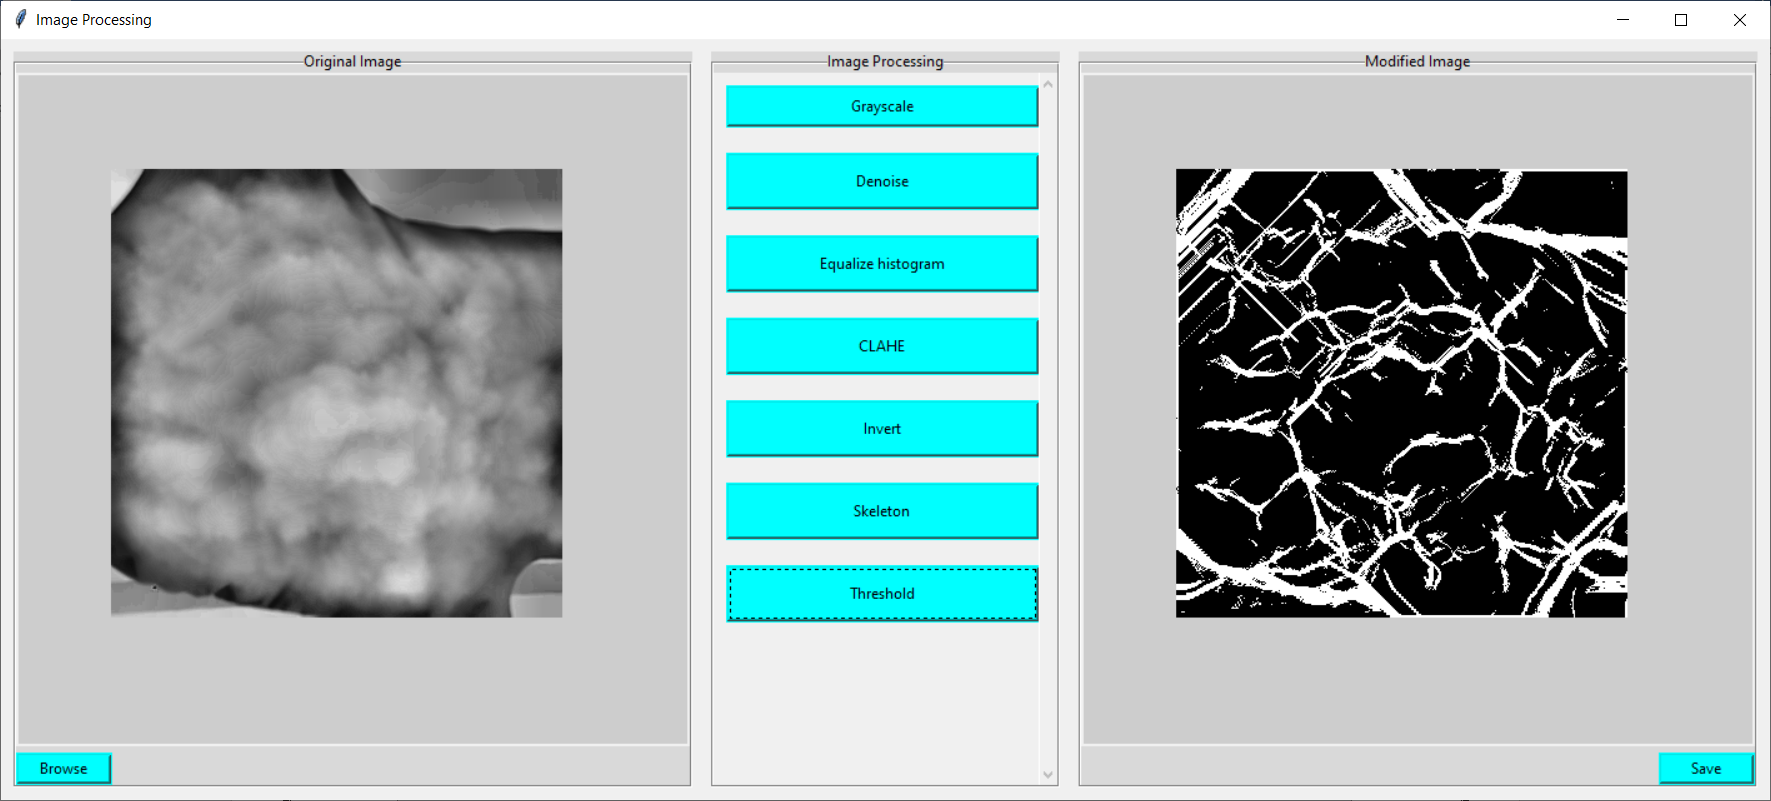 Image Processing
Original Image
Image Processing
Modified Image
Grayscale
Denoise
Equalize histogram
CLAHE
Invert
Skeleton
Threshold
Browse
Save